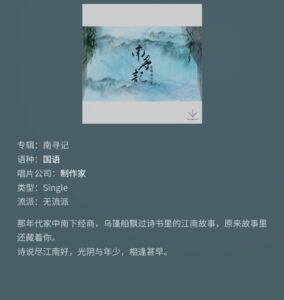 南寻记
专辑：南寻记
语种：国语
唱片公司：制作家
类型：Single
流派：无流派
那年代家中南下经商，乌篷船飘过诗书里的江南故事，原来故事里
还藏着你。
诗说尽江南好，光阴与年少，相逢甚早。